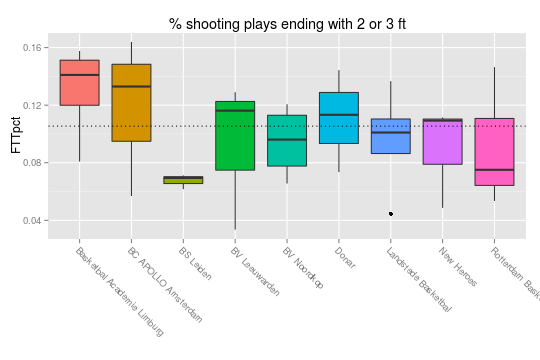 % shooting plays ending with 2 or 3 ft
FTTpct
0.16
0.12
0.08
0.04
Basketbal Academie Limburg
BC APOLLO Amsterdam
BS Leiden
BV Leeuwarden
BV Noordkop
Donar
Landstede Basketbal
New Heroes
Rotterdam Bask